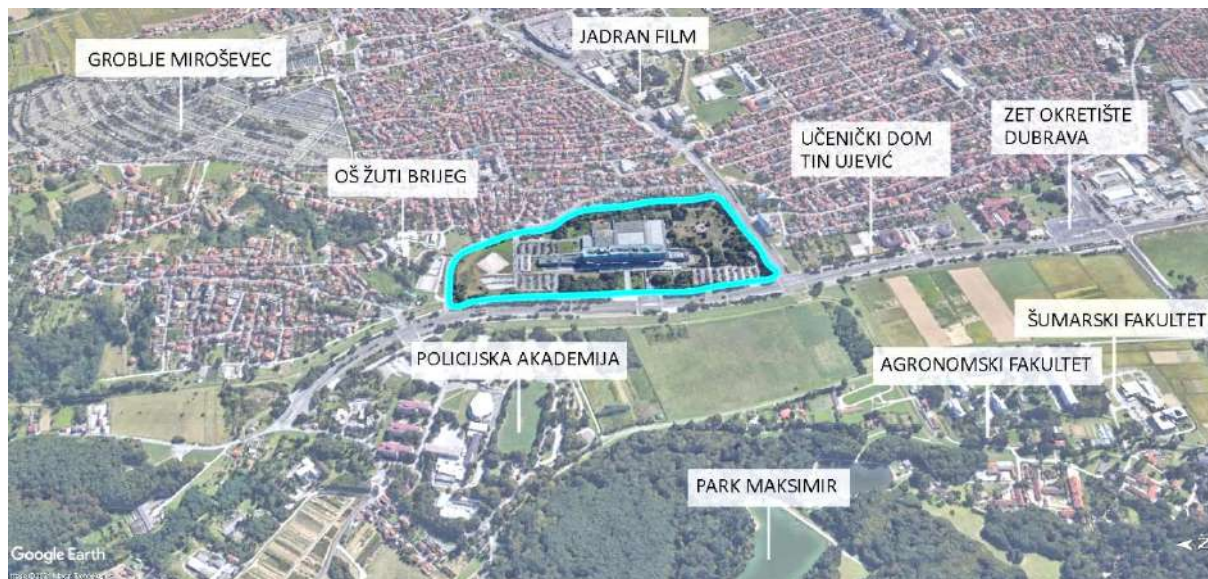 JADRAN FILM
GROBLJE MIROŠEVEC
ZET OKRETIŠTE
DUBRAVA
UČENIČKI DOM
TIN UJEVIĆ
OŠ ŽUTI BRIJEG
ŠUMARSKI FAKULTET
POLICIJSKA AKADEMIJA
AGRONOMSKI FAKULTET
PARK MAKSIMIR
Google Earth